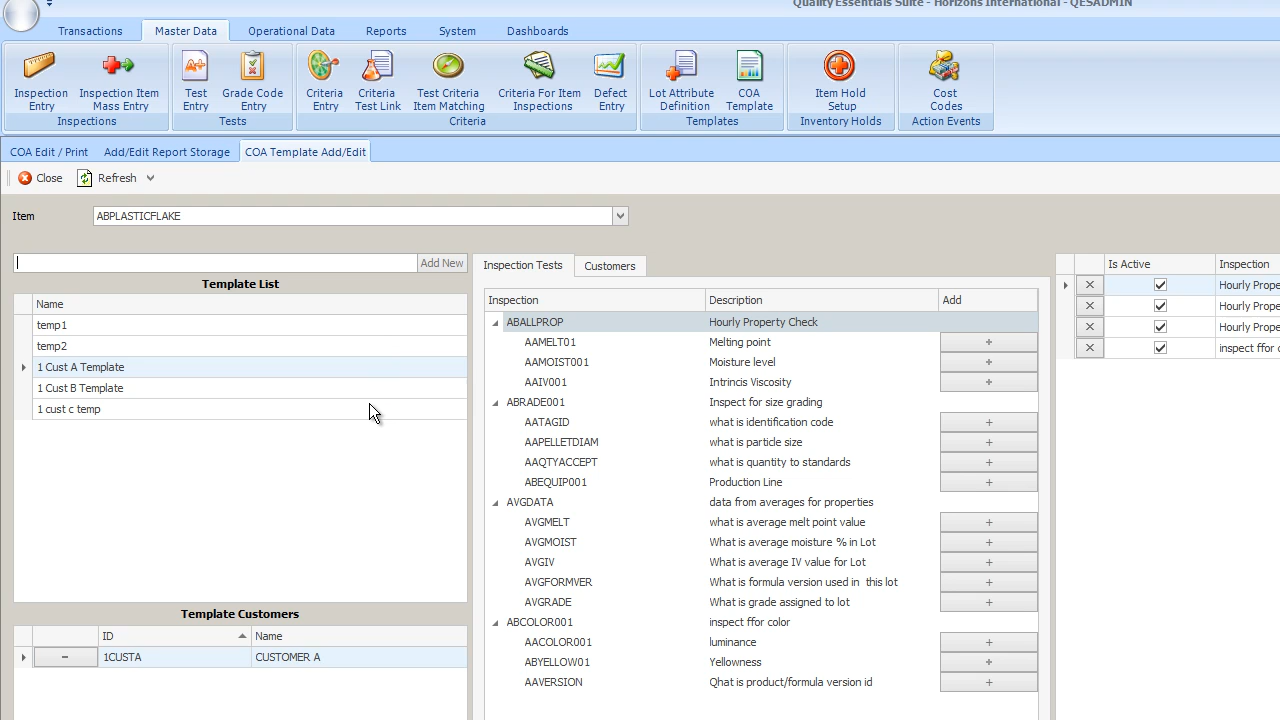 Quality Essentials Suite - Horizons International - QESADMIN
Transactions Master Data Operational Data Reports System Dashboards
Inspection Entry
Inspection Item Mass Entry
Inspections
Test Entry
Grade Code Entry
Tests
Criteria Entry
Criteria Test Link
Test Criteria Item Matching
Criteria For Item Inspections
Defect Entry
Criteria
Lot Attribute Definition
COA Template
Templates
Item Hold Setup
Inventory Holds
Cost Codes
Action Events
COA Edit / Print Add/Edit Report Storage COA Template Add/Edit
Close Refresh
Item ABPLASTICFLAKE
Add New
Template List
Name
temp1
temp2
1 Cust A Template
1 Cust B Template
1 cust c temp
Template Customers
ID Name
1CUSTA CUSTOMER A
Inspection Tests Customers
Inspection Description Add
ABALLPROP Hourly Property Check
AAMELT01 Melting point +
AAMOIST001 Moisture level +
AAIV001 Intrincis Viscosity +
ABRADE001 Inspect for size grading
AATAGID what is identification code +
AAPELLETDIAM what is particle size +
AAQTYACCEPT what is quantity to standards +
ABEQUIP001 Production Line +
AVGDATA data from averages for properties
AVGMELT what is average melt point value +
AVGMOIST What is average moisture % in Lot +
AVGIV What is average IV value for Lot +
AVGFORMVER What is formula version used in this lot +
AVGRADE What is grade assigned to lot +
ABCOLOR001 inspect ffor color
AACOLOR001 luminance +
ABYELLOW01 Yellowness +
AAVERSION Qhat is product/formula version id +
Is Active Inspection
Hourly Prope
Hourly Prope
Hourly Prope
inspect ffor c